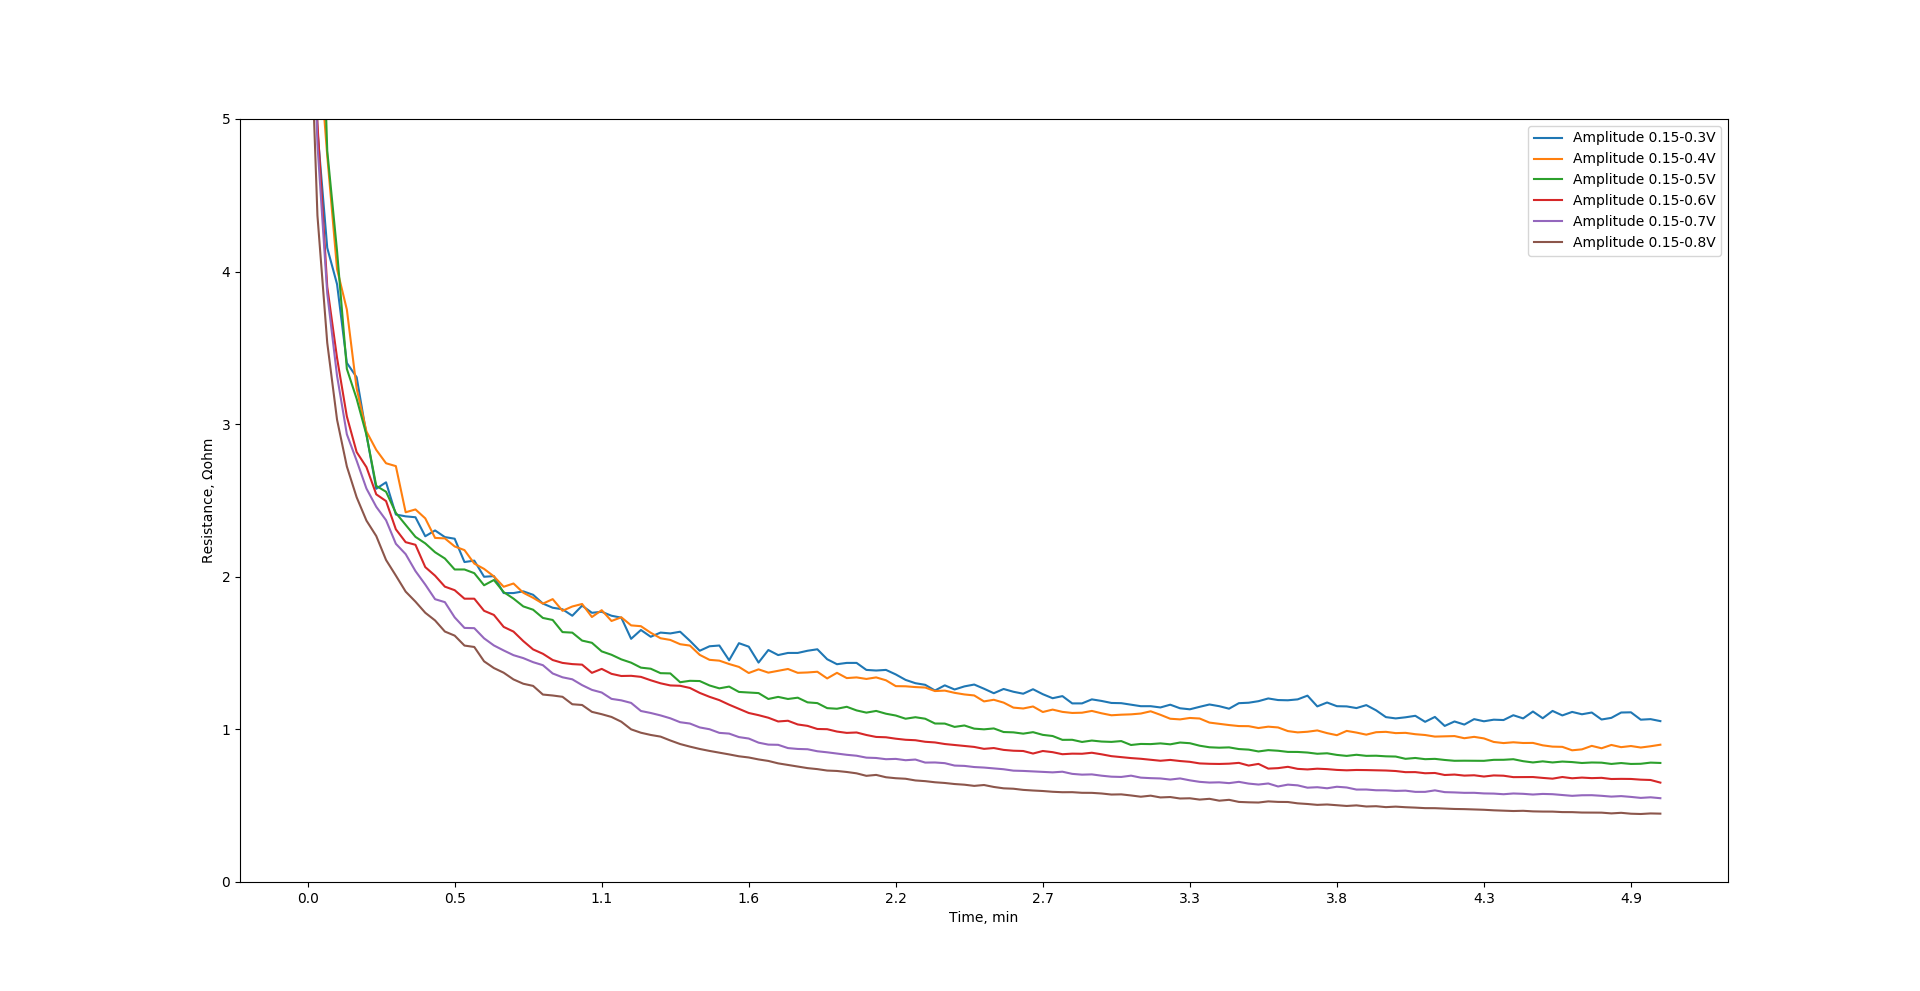 5
4
3
2
1
0
Resistance, Ωohm
0.0
0.5
1.1
1.6
2.2
2.7
3.3
3.8
4.3
4.9
Time, min
Amplitude 0.15-0.3V
Amplitude 0.15-0.4V
Amplitude 0.15-0.5V
Amplitude 0.15-0.6V
Amplitude 0.15-0.7V
Amplitude 0.15-0.8V